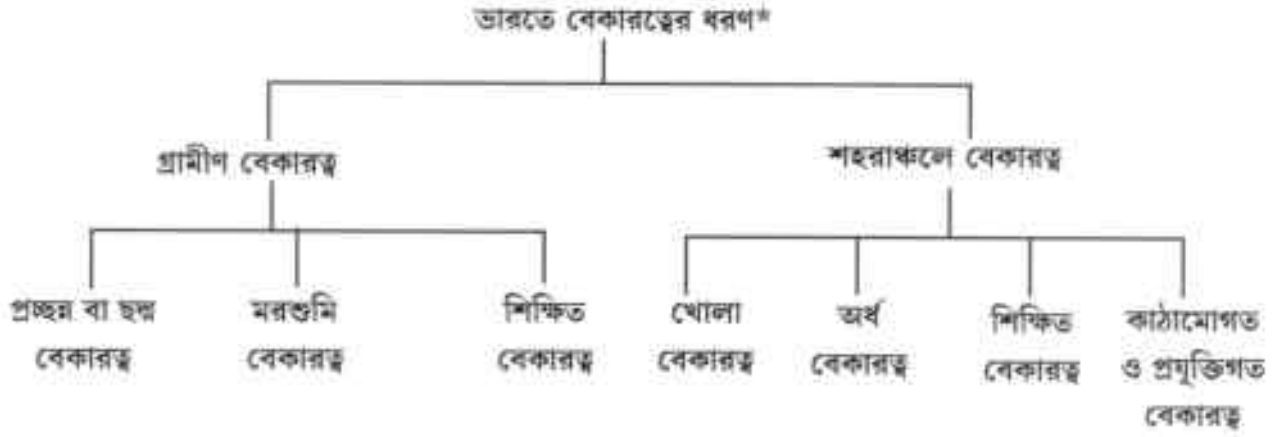 ভারতে বেকারত্বের ধরণ*
গ্রামীণ বেকারত্ব
শহরাঞ্চলে বেকারত্ব
প্রচ্ছন্ন বা ছদ্ম
বেকারত্ব
মরশুমি
বেকারত্ব
শিক্ষিত
বেকারত্ব
খোলা
বেকারত্ব
অর্ধ
বেকারত্ব
শিক্ষিত
বেকারত্ব
কাঠামোগত
ও প্রযুক্তিগত
বেকারত্ব